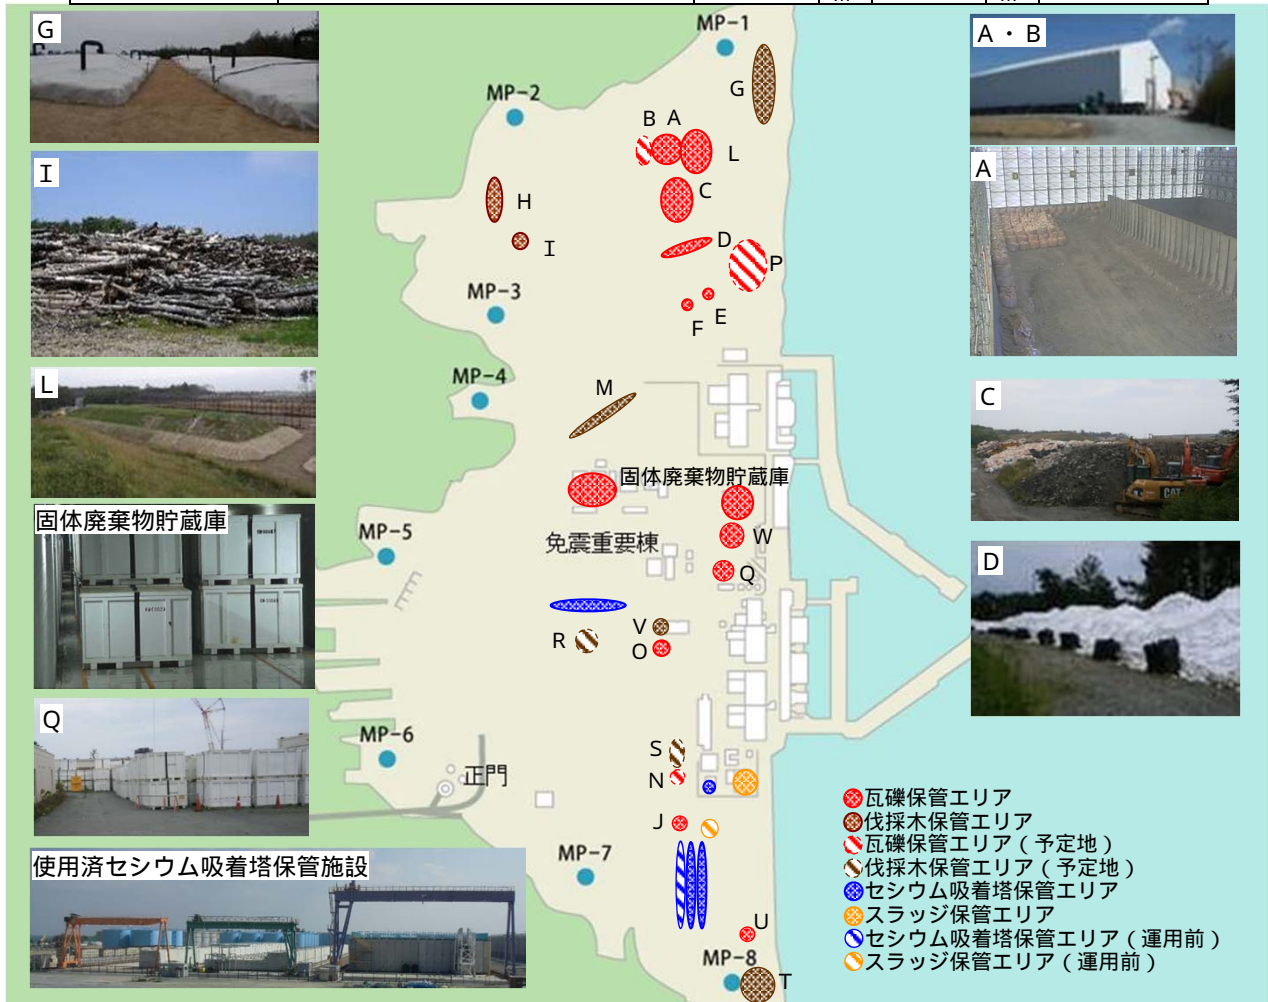 G
MP-1
A・B
G
MP-2
B A
L
I
A
C
H
I
D
P
MP-3
E
F
L
MP-4
M
C
固体廃棄物貯蔵庫
固体廃棄物貯蔵庫
MP-5
免震重要棟
W
Q
D
V
R
O
Q
MP-6
S
正門
N
J
瓦礫保管エリア
伐採木保管エリア
瓦礫保管エリア（予定地）
伐採木保管エリア（予定地）
セシウム吸着塔保管エリア
スラッジ保管エリア
セシウム吸着塔保管エリア（運用前）
スラッジ保管エリア（運用前）
MP-7
使用済セシウム吸着塔保管施設
U
MP-8
T